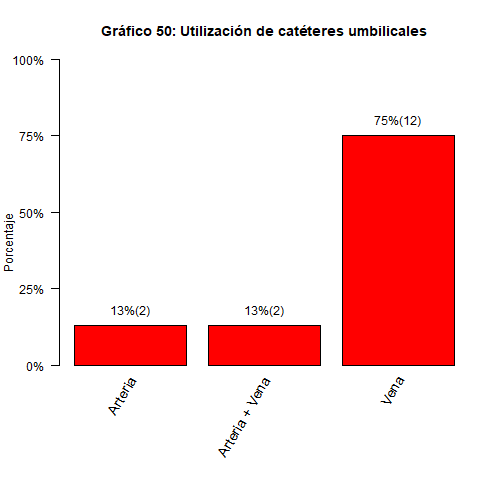 Gráfico 50: Utilización de catéteres umbilicales
100%
75%
50%
25%
0%
Porcentaje
13%(2)
13%(2)
75%(12)
Arteria
Arteria + Vena
Vena